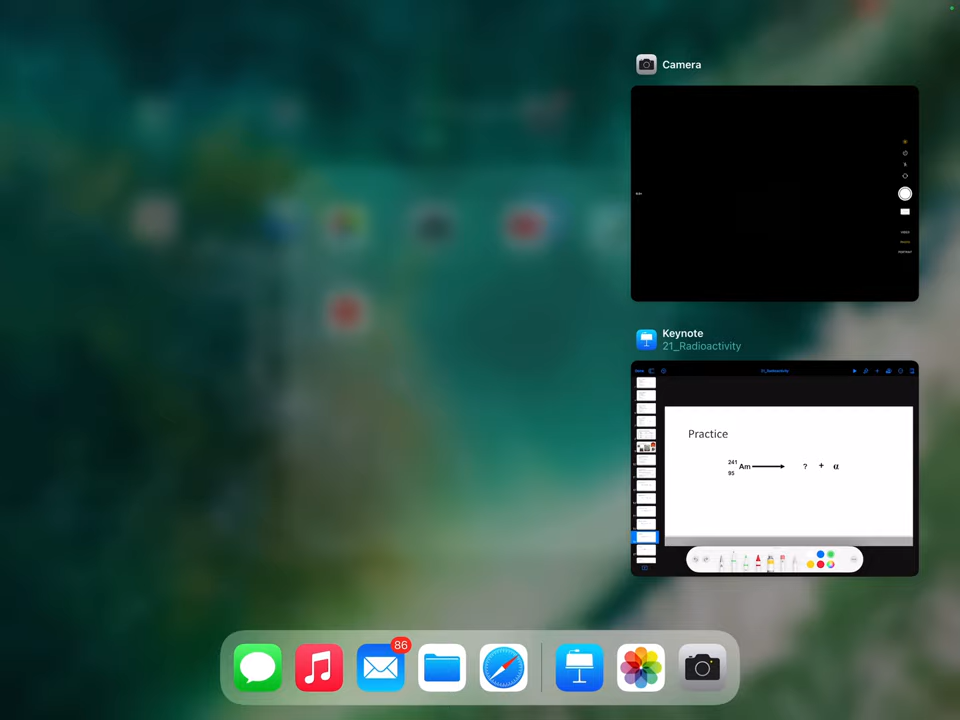 Camera
Keynote
21_Radioactivity
Practice
241
95
Am ? + α
86